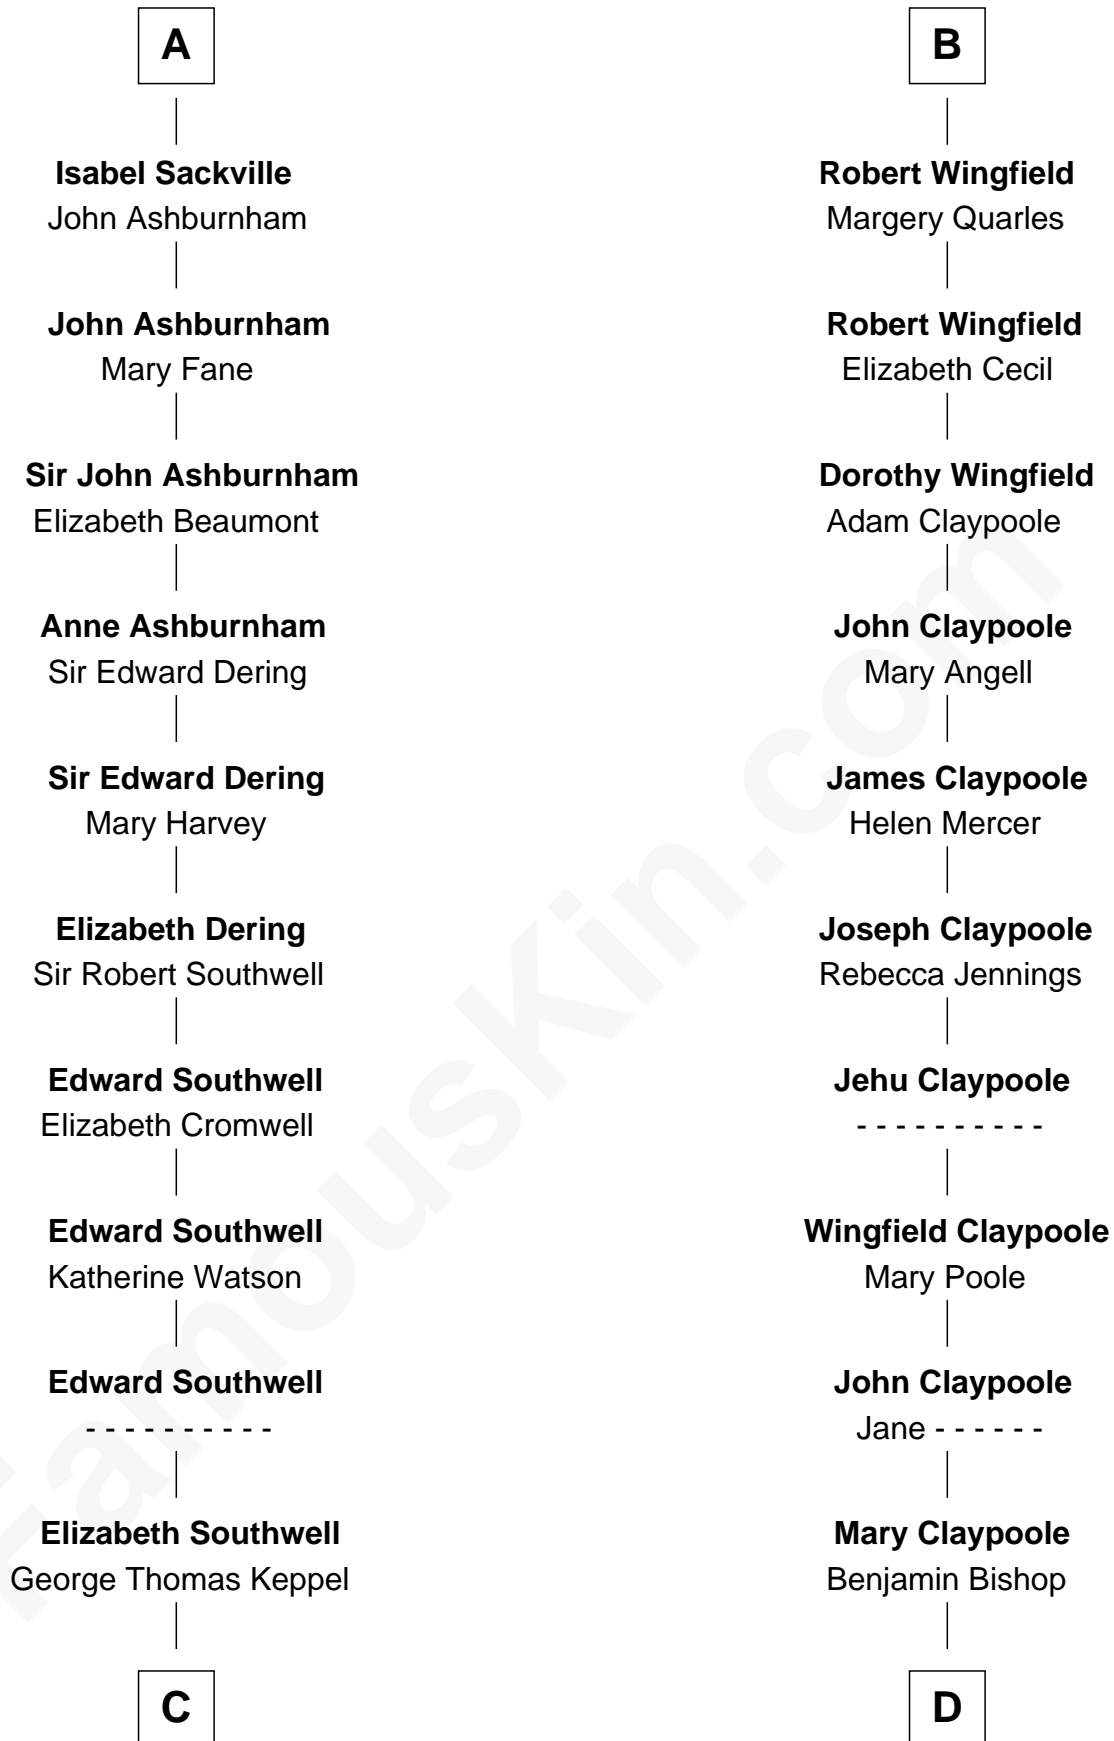 A
Isabel Sackville
John Ashburnham
John Ashburnham
Mary Fane
Sir John Ashburnham
Elizabeth Beaumont
Anne Ashburnham
Sir Edward Dering
Sir Edward Dering
Mary Harvey
Elizabeth Dering
Sir Robert Southwell
Edward Southwell
Elizabeth Cromwell
Edward Southwell
Katherine Watson
Edward Southwell
- - - - - - - - - -
Elizabeth Southwell
George Thomas Keppel
C
B
Robert Wingfield
Margery Quarles
Robert Wingfield
Elizabeth Cecil
Dorothy Wingfield
Adam Claypoole
John Claypoole
Mary Angell
James Claypoole
Helen Mercer
Joseph Claypoole
Rebecca Jennings
Jehu Claypoole
- - - - - - - - - -
Wingfield Claypoole
Mary Poole
John Claypoole
Jane - - - - - -
Mary Claypoole
Benjamin Bishop
D
FamousKin.com